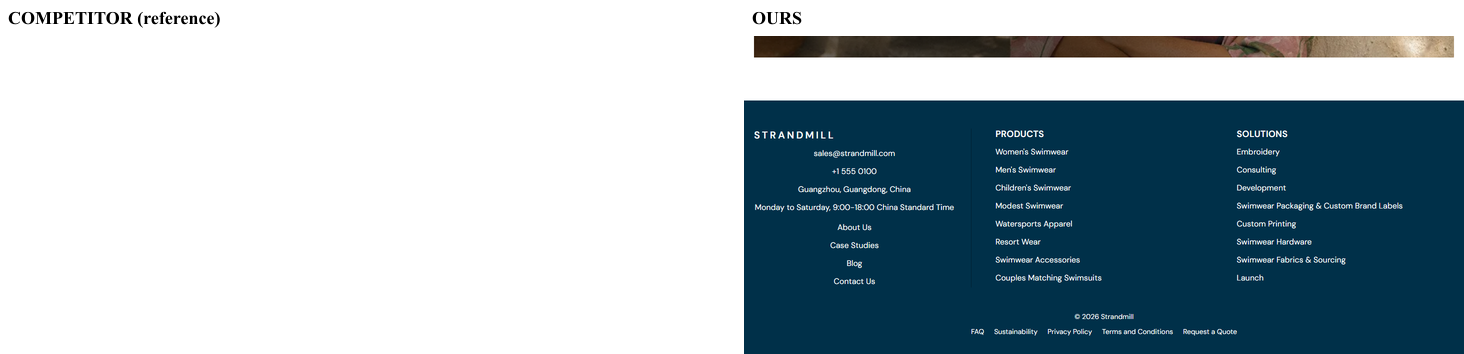 COMPETITOR (reference)
OURS
STRANDMILL
sales@strandmill.com
+1 555 0100
Guangzhou, Guangdong, China
Monday to Saturday, 9:00-18:00 China Standard Time
About Us
Case Studies
Blog
Contact Us
PRODUCTS
Women's Swimwear
Men's Swimwear
Children's Swimwear
Modest Swimwear
Watersports Apparel
Resort Wear
Swimwear Accessories
Couples Matching Swimsuits
SOLUTIONS
Embroidery
Consulting
Development
Swimwear Packaging & Custom Brand Labels
Custom Printing
Swimwear Hardware
Swimwear Fabrics & Sourcing
Launch
© 2026 Strandmill
FAQ Sustainability Privacy Policy Terms and Conditions Request a Quote